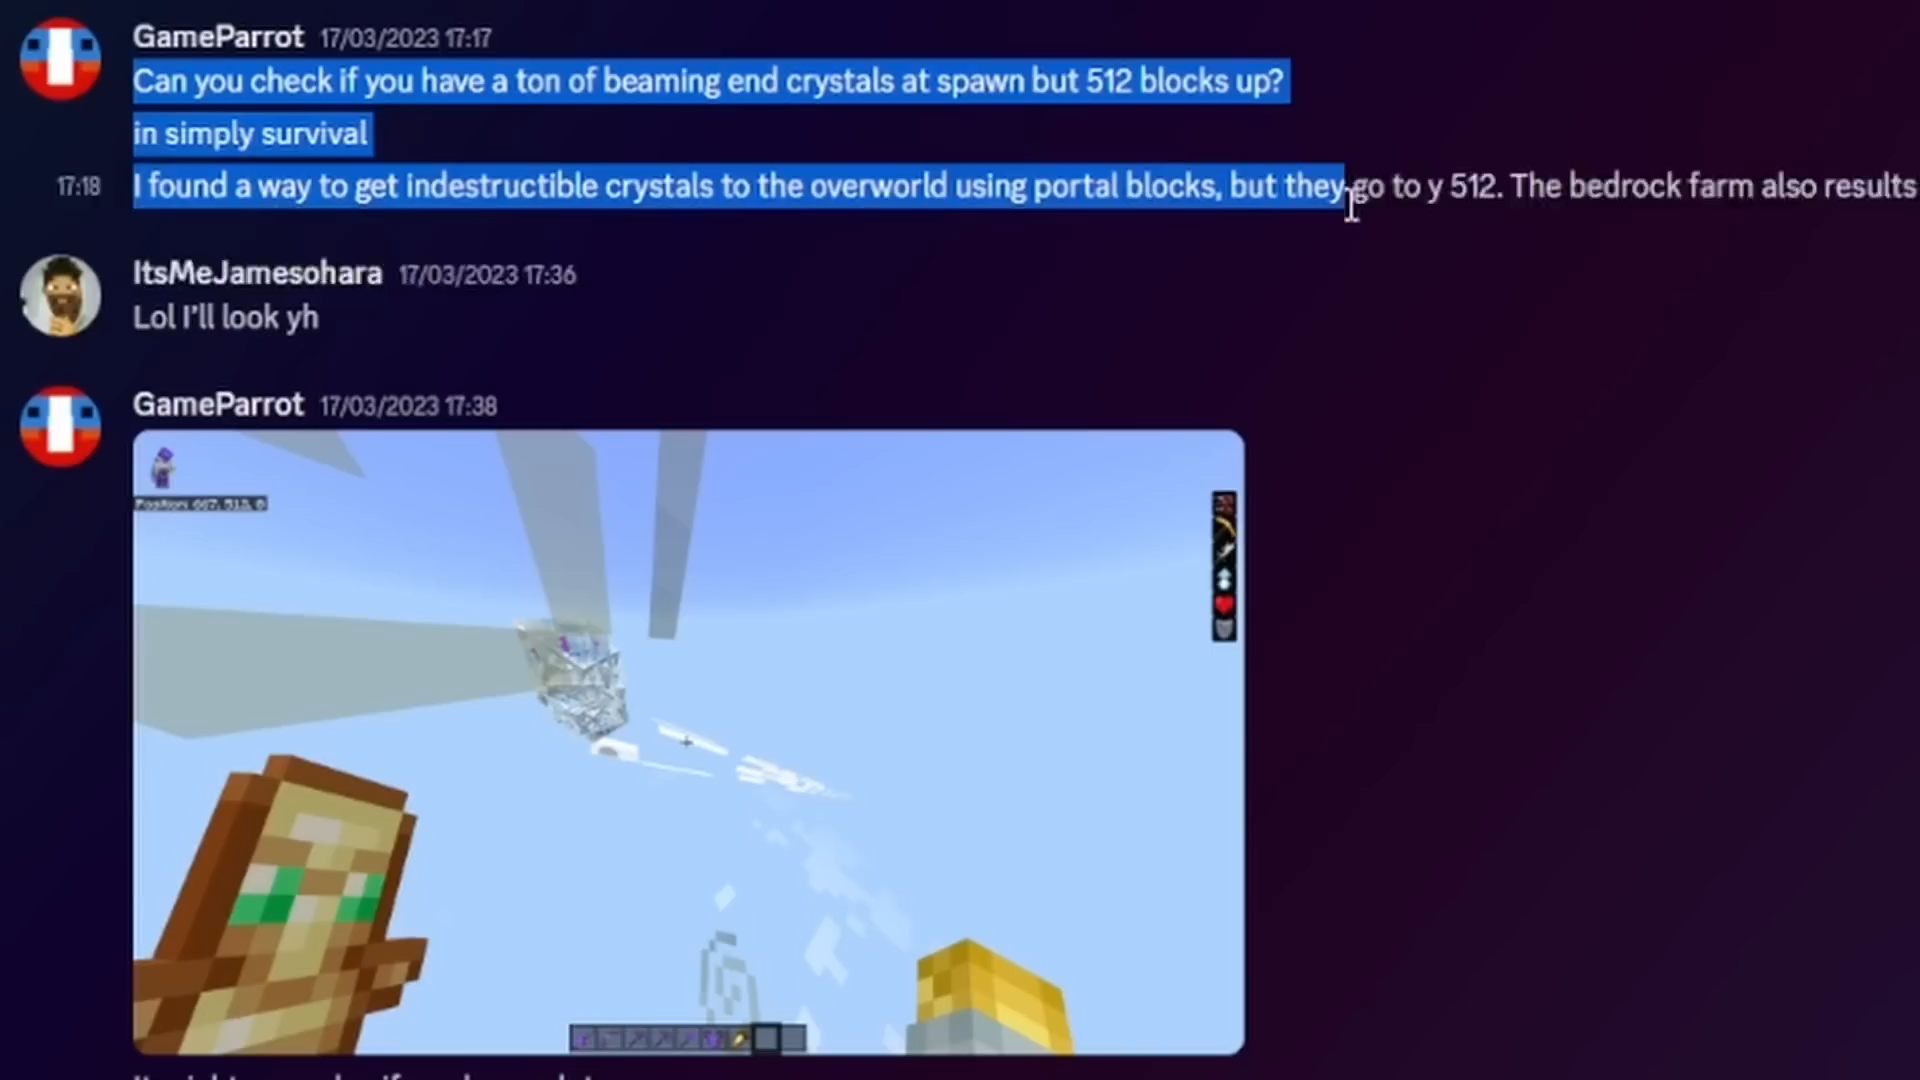 GameParrot 17/03/2023 17:17
Can you check if you have a ton of beaming end crystals at spawn but 512 blocks up?
in simply survival
17:18 I found a way to get indestructible crystals to the overworld using portal blocks, but they go to y 512. The bedrock farm also results
ItsMeJamesohara 17/03/2023 17:36
Lol I'll look yh
GameParrot 17/03/2023 17:38